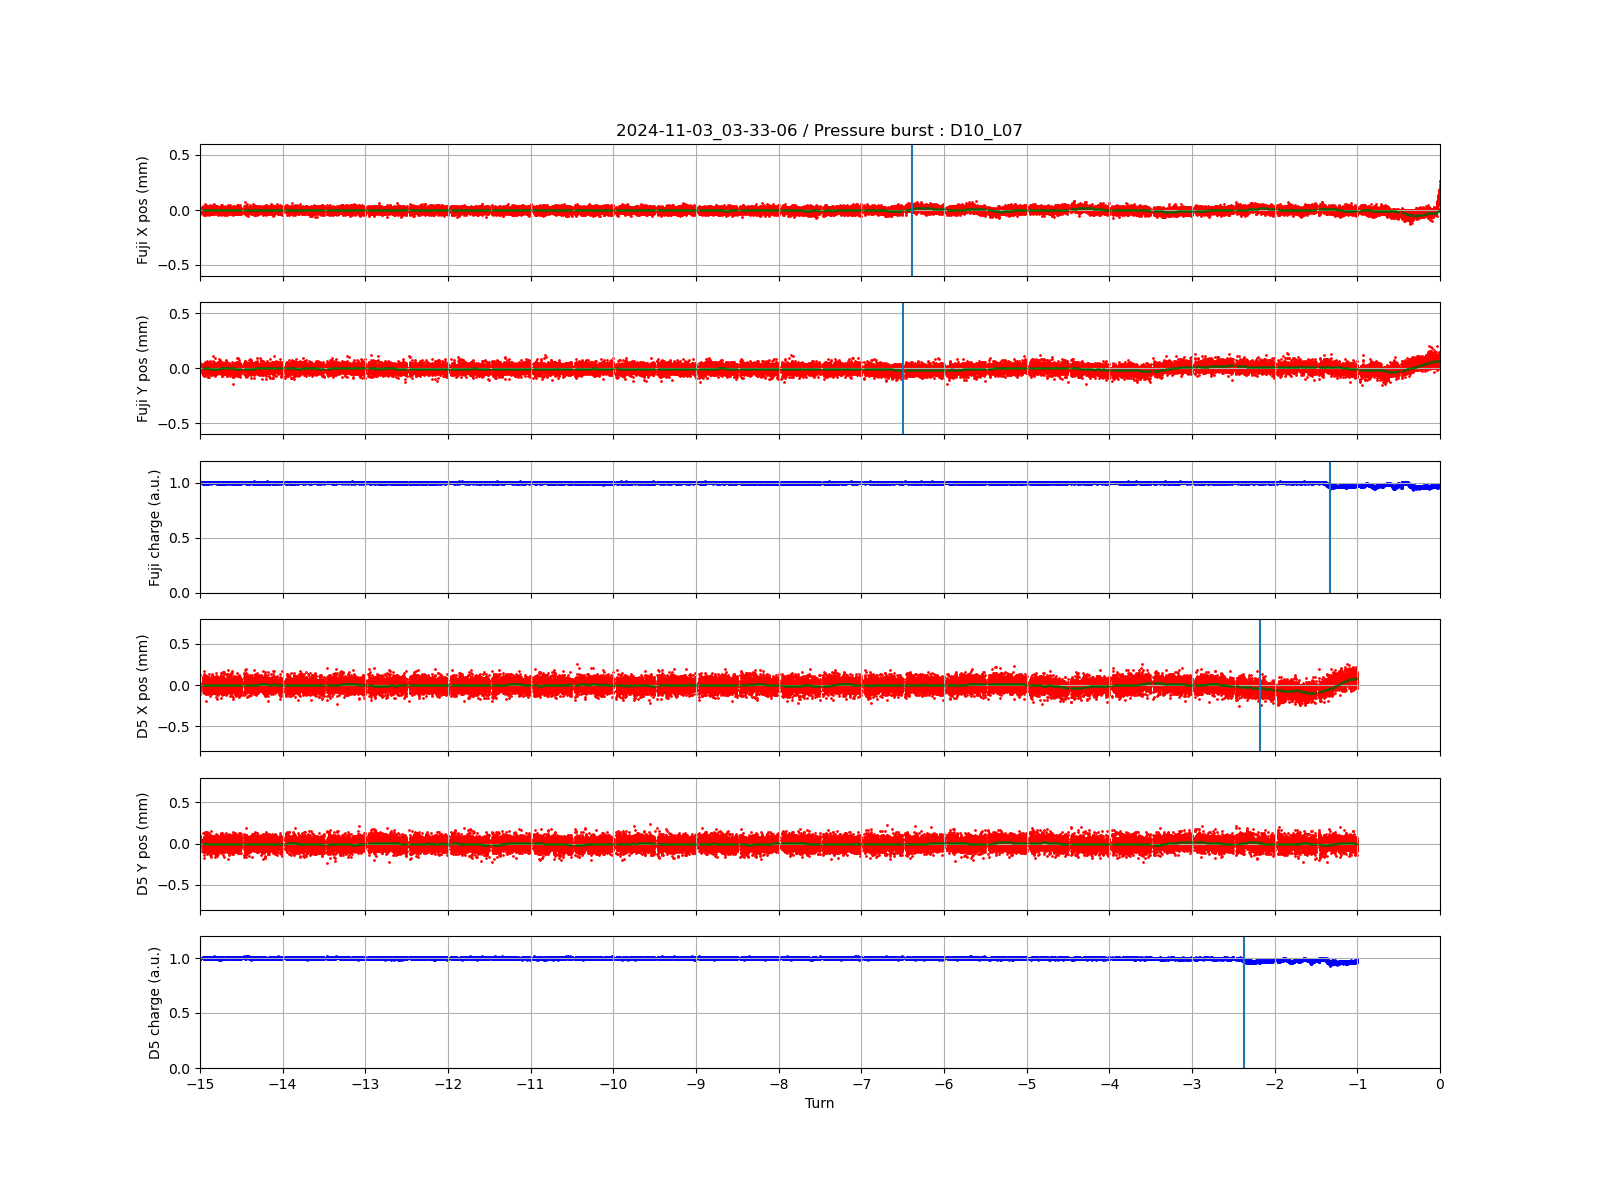 2024-11-03_03-33-06 / Pressure burst : D10_L07
Fuji X pos (mm)
0.5
0.0
−0.5
Fuji Y pos (mm)
0.5
0.0
−0.5
Fuji charge (a.u.)
1.0
0.5
0.0
D5 X pos (mm)
0.5
0.0
−0.5
D5 Y pos (mm)
0.5
0.0
−0.5
D5 charge (a.u.)
1.0
0.5
0.0
−15 −14 −13 −12 −11 −10 −9 −8 −7 −6 −5 −4 −3 −2 −1 0
Turn